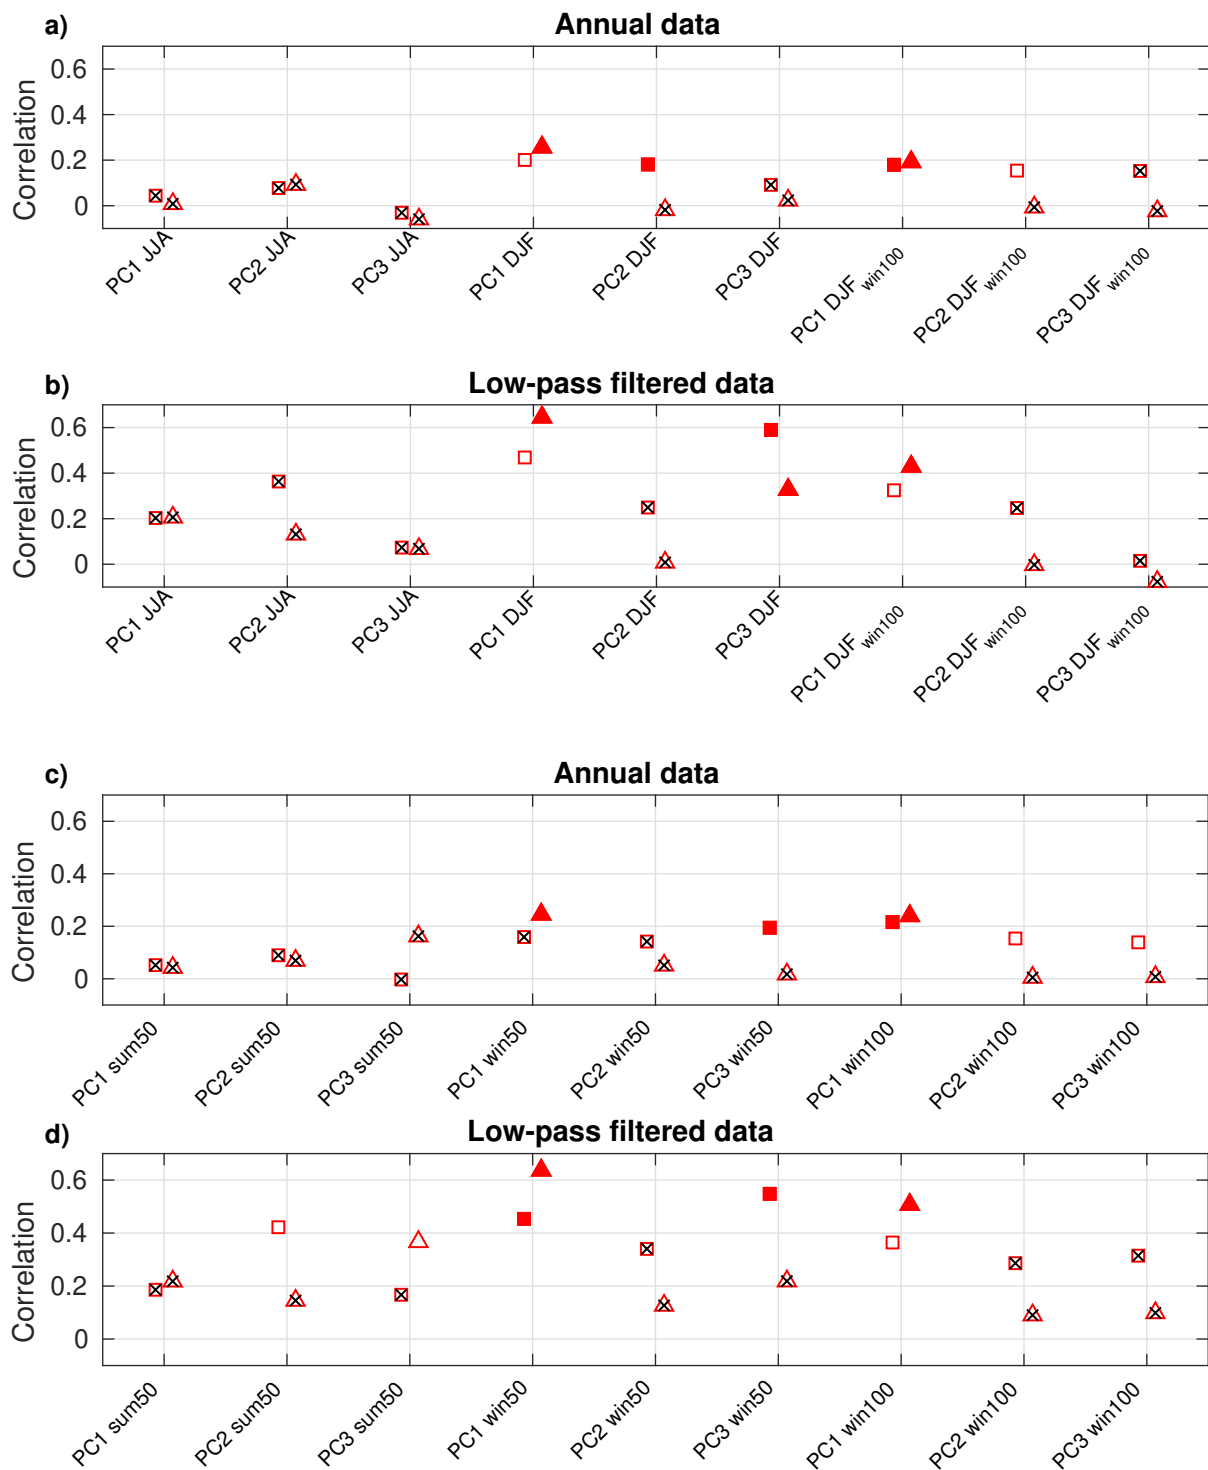 a)
Annual data
Correlation
0.6
0.4
0.2
0
PC1 JJA
PC2 JJA
PC3 JJA
PC1 DJF
PC2 DJF
PC3 DJF
PC1 DJF win100
PC2 DJF win100
PC3 DJF win100
b)
Low-pass filtered data
Correlation
0.6
0.4
0.2
0
PC1 JJA
PC2 JJA
PC3 JJA
PC1 DJF
PC2 DJF
PC3 DJF
PC1 DJF win100
PC2 DJF win100
PC3 DJF win100
c)
Annual data
Correlation
0.6
0.4
0.2
0
PC1 sum50
PC2 sum50
PC3 sum50
PC1 win50
PC2 win50
PC3 win50
PC1 win100
PC2 win100
PC3 win100
d)
Low-pass filtered data
Correlation
0.6
0.4
0.2
0
PC1 sum50
PC2 sum50
PC3 sum50
PC1 win50
PC2 win50
PC3 win50
PC1 win100
PC2 win100
PC3 win100